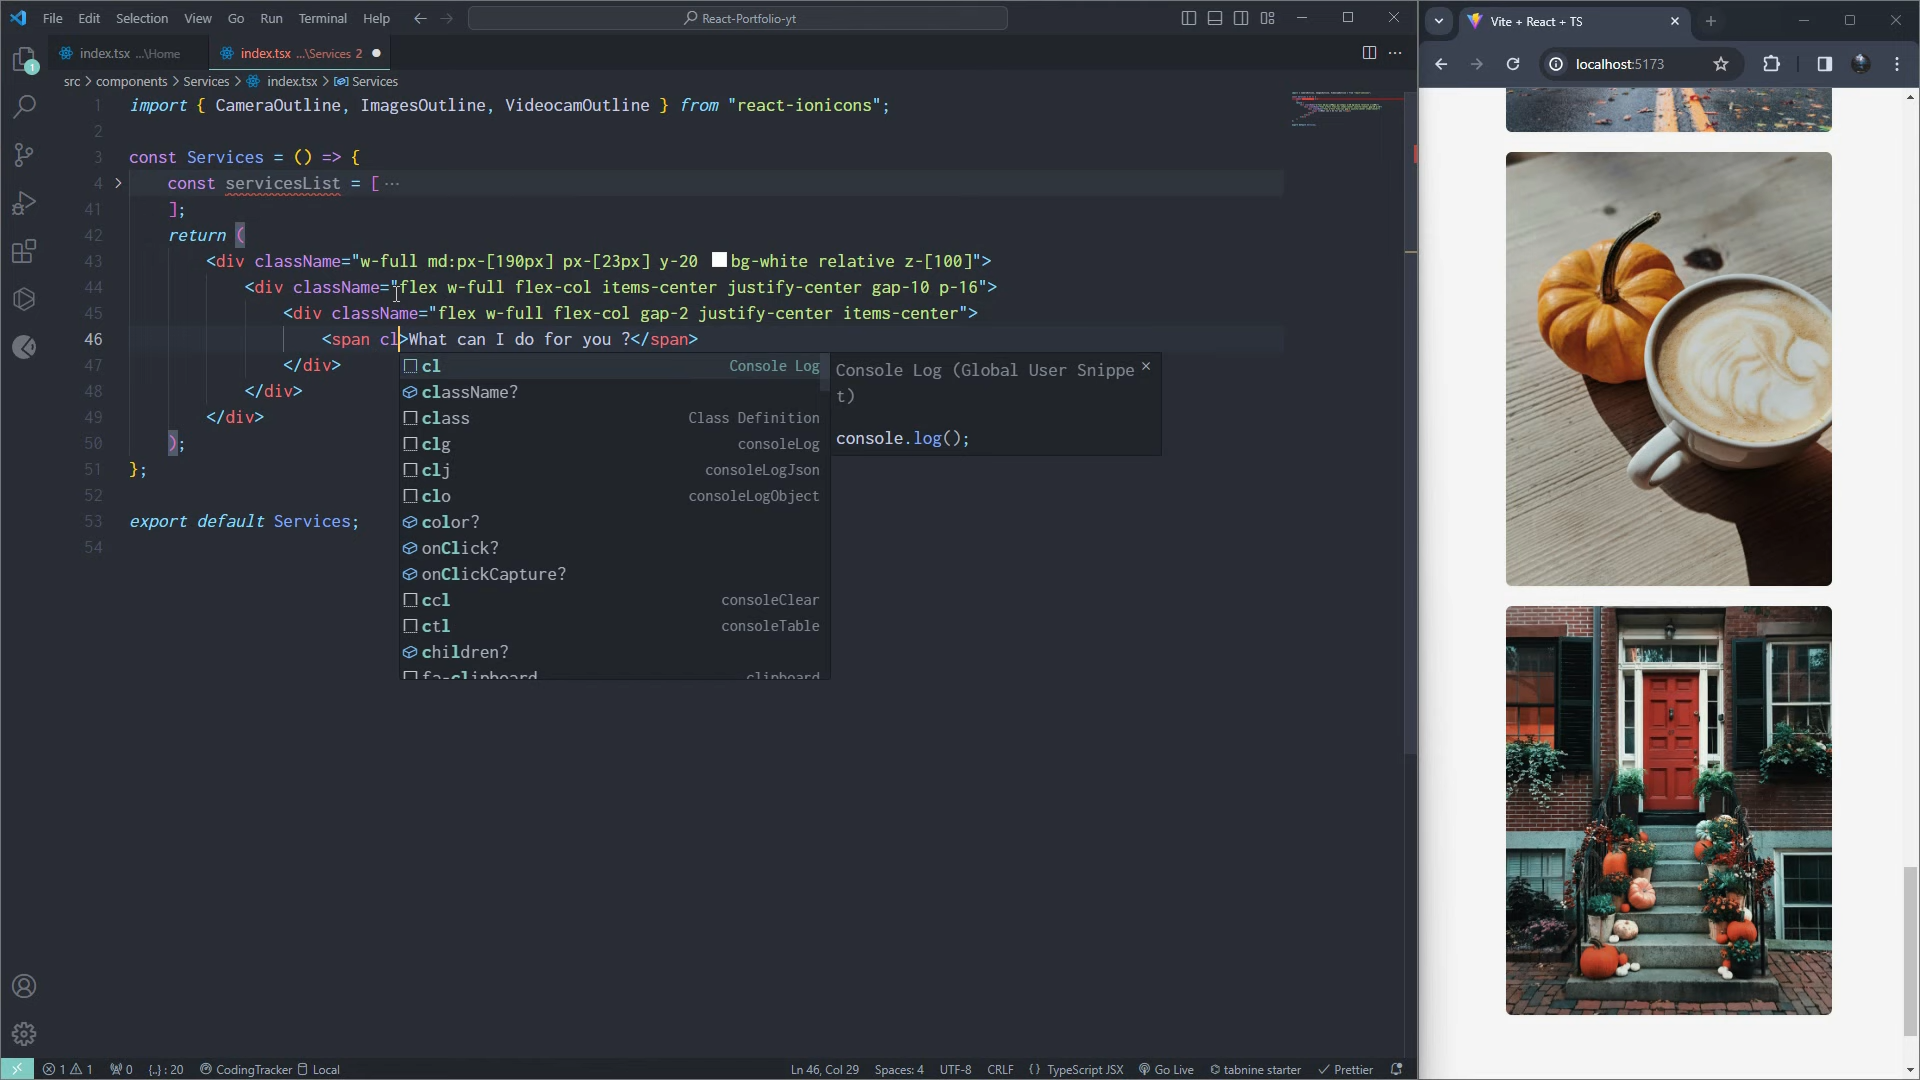 File Edit Selection View Go Run Terminal Help
React-Portfolio-yt
index.tsx ...\Home
index.tsx ...\Services 2
src > components > Services > index.tsx > Services
1 import { CameraOutline, ImagesOutline, VideocamOutline } from "react-ionicons";
2
3 const Services = () => {
4 const servicesList = [ ...
41 ];
42 return (
43 <div className="w-full md:px-[190px] px-[23px] y-20 bg-white relative z-[100]">
44 <div className="flex w-full flex-col items-center justify-center gap-10 p-16">
45 <div className="flex w-full flex-col gap-2 justify-center items-center">
46 <span cl>What can I do for you ?</span>
47 </div>
48 </div>
49 </div>
50 );
51 };
52
53 export default Services;
54
cl Console Log
className?
class Class Definition
clg consoleLog
clj consoleLogJson
clo consoleLogObject
color?
onClick?
onClickCapture?
ccl consoleClear
ctl consoleTable
children?
fa-clipboard clipboard
Console Log (Global User Snippe
t)
console.log();
1
1 1 0 {..} : 20 CodingTracker Local
Ln 46, Col 29 Spaces: 4 UTF-8 CRLF { } TypeScript JSX Go Live tabnine starter Prettier
Vite + React + TS
localhost:5173